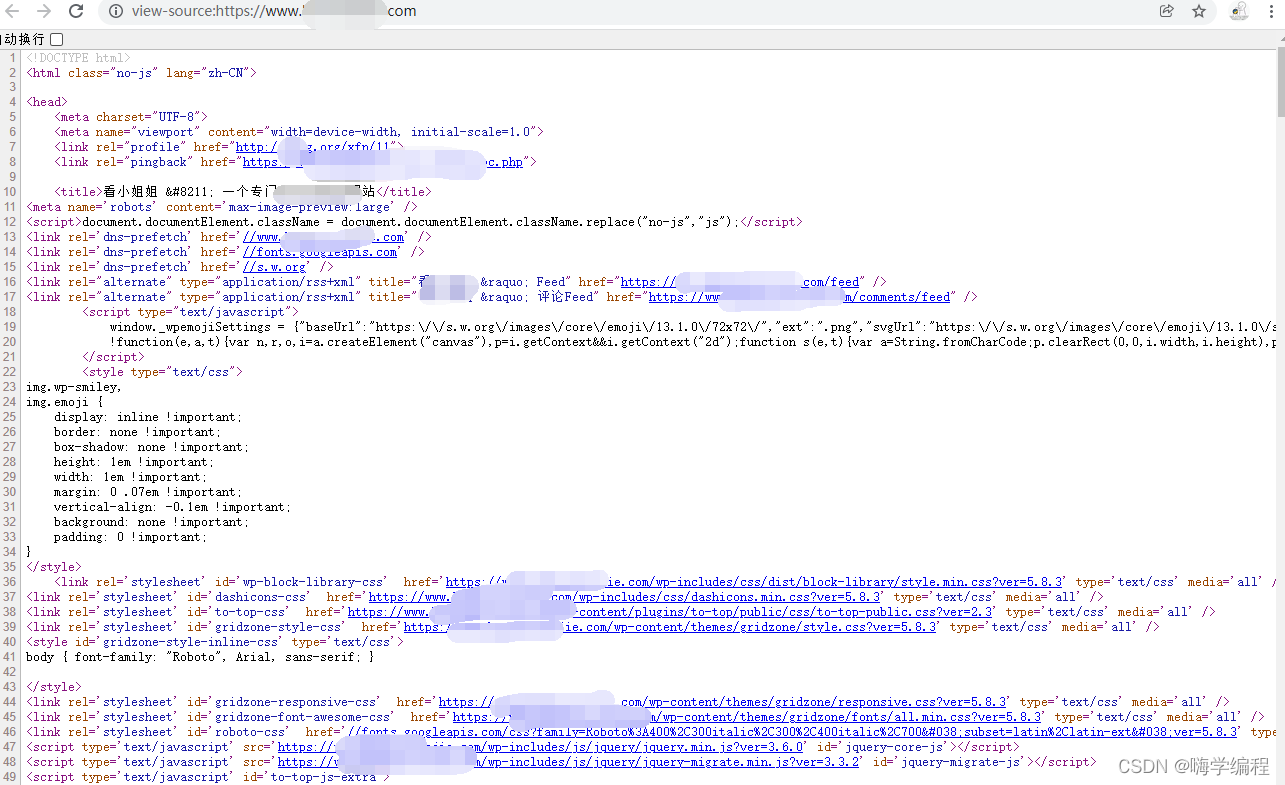 view-source:https://www. com
自动换行
1 <!DOCTYPE html>
2 <html class="no-js" lang="zh-CN">
3
4 <head>
5 <meta charset="UTF-8">
6 <meta name="viewport" content="width=device-width, initial-scale=1.0">
7 <link rel="profile" href="http:/ g.org/xfn/11">
8 <link rel="pingback" href="https: c.php">
9
10 <title>看小姐姐 &#8211; 一个专门 站</title>
11 <meta name='robots' content='max-image-preview:large' />
12 <script>document.documentElement.className = document.documentElement.className.replace("no-js","js");</script>
13 <link rel='dns-prefetch' href='//www. .com' />
14 <link rel='dns-prefetch' href='//fonts.googleapis.com' />
15 <link rel='dns-prefetch' href='//s.w.org' />
16 <link rel="alternate" type="application/rss+xml" title=" &raquo; Feed" href="https:// .com/feed" />
17 <link rel="alternate" type="application/rss+xml" title=" &raquo; 评论Feed" href="https://ww m/comments/feed" />
18 <script type="text/javascript">
19 window._wpemojiSettings = {"baseUrl":"https:\/\/s.w.org\/images\/core\/emoji\/13.1.0\/72x72\/","ext":".png","svgUrl":"https:\/\/s.w.org\/images\/core\/emoji\/13.1.0\/s
20 !function(e,a,t){var n,r,o,i=a.createElement("canvas"),p=i.getContext&&i.getContext("2d");function s(e,t){var a=String.fromCharCode;p.clearRect(0,0,i.width,i.height),p
21 </script>
22 <style type="text/css">
23 img.wp-smiley,
24 img.emoji {
25 display: inline !important;
26 border: none !important;
27 box-shadow: none !important;
28 height: 1em !important;
29 width: 1em !important;
30 margin: 0 .07em !important;
31 vertical-align: -0.1em !important;
32 background: none !important;
33 padding: 0 !important;
34 }
35 </style>
36 <link rel='stylesheet' id='wp-block-library-css' href='https://w ie.com/wp-includes/css/dist/block-library/style.min.css?ver=5.8.3' type='text/css' media='all' /
37 <link rel='stylesheet' id='dashicons-css' href='https://www. com/wp-includes/css/dashicons.min.css?ver=5.8.3' type='text/css' media='all' />
38 <link rel='stylesheet' id='to-top-css' href='https://www. -content/plugins/to-top/public/css/to-top-public.css?ver=2.3' type='text/css' media='all' />
39 <link rel='stylesheet' id='gridzone-style-css' href='https:/ ie.com/wp-content/themes/gridzone/style.css?ver=5.8.3' type='text/css' media='all' />
40 <style id='gridzone-style-inline-css' type='text/css'>
41 body { font-family: "Roboto", Arial, sans-serif; }
42
43 </style>
44 <link rel='stylesheet' id='gridzone-responsive-css' href='https:// .com/wp-content/themes/gridzone/responsive.css?ver=5.8.3' type='text/css' media='all' />
45 <link rel='stylesheet' id='gridzone-font-awesome-css' href='https:/ m/wp-content/themes/gridzone/fonts/all.min.css?ver=5.8.3' type='text/css' media='all' />
46 <link rel='stylesheet' id='roboto-css' href='//fonts.googleapis.com/css?family=Roboto%3A400%2C300italic%2C300%2C400italic%2C700&#038;subset=latin%2Clatin-ext&#038;ver=5.8.3' type
47 <script type='text/javascript' src='https:// .com/wp-includes/js/jquery/jquery.min.js?ver=3.6.0' id='jquery-core-js'></script>
48 <script type='text/javascript' src='https://w m/wp-includes/js/jquery/jquery-migrate.min.js?ver=3.3.2' id='jquery-migrate-js'></script>
49 <script type='text/javascript' id='to-top-js-extra'>
CSDN @嗨学编程